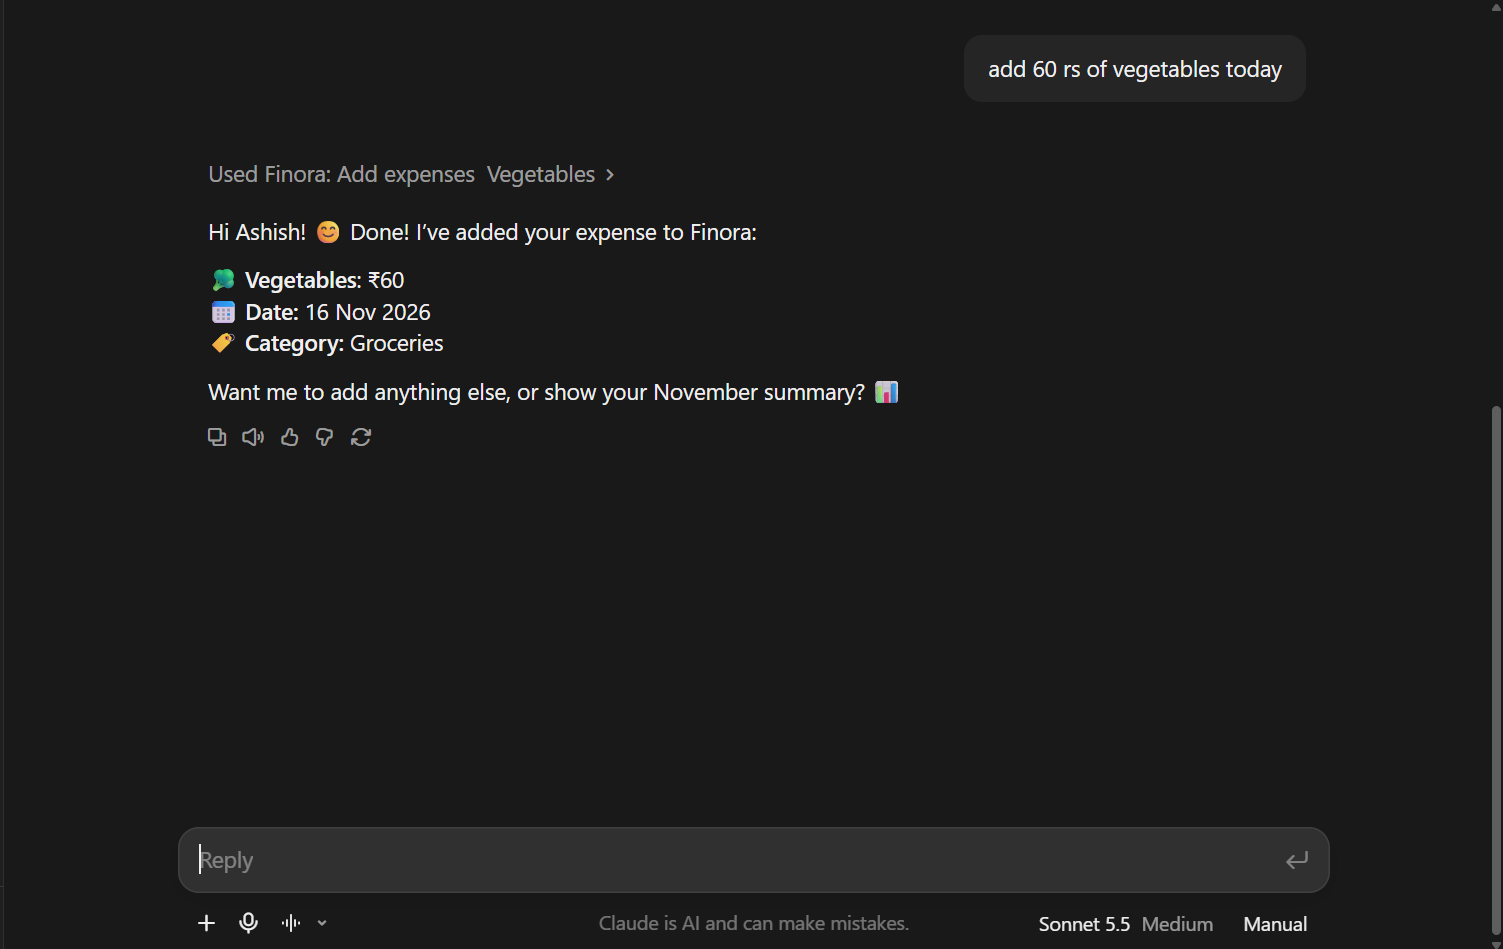 add 60 rs of vegetables today
Used Finora: Add expenses Vegetables
Hi Ashish! 😊 Done! I’ve added your expense to Finora:
🥦 Vegetables: ₹60
📅 Date: 16 Nov 2026
🏷️ Category: Groceries
Want me to add anything else, or show your November summary? 📊
Reply
Claude is AI and can make mistakes.
Sonnet 5.5 Medium Manual